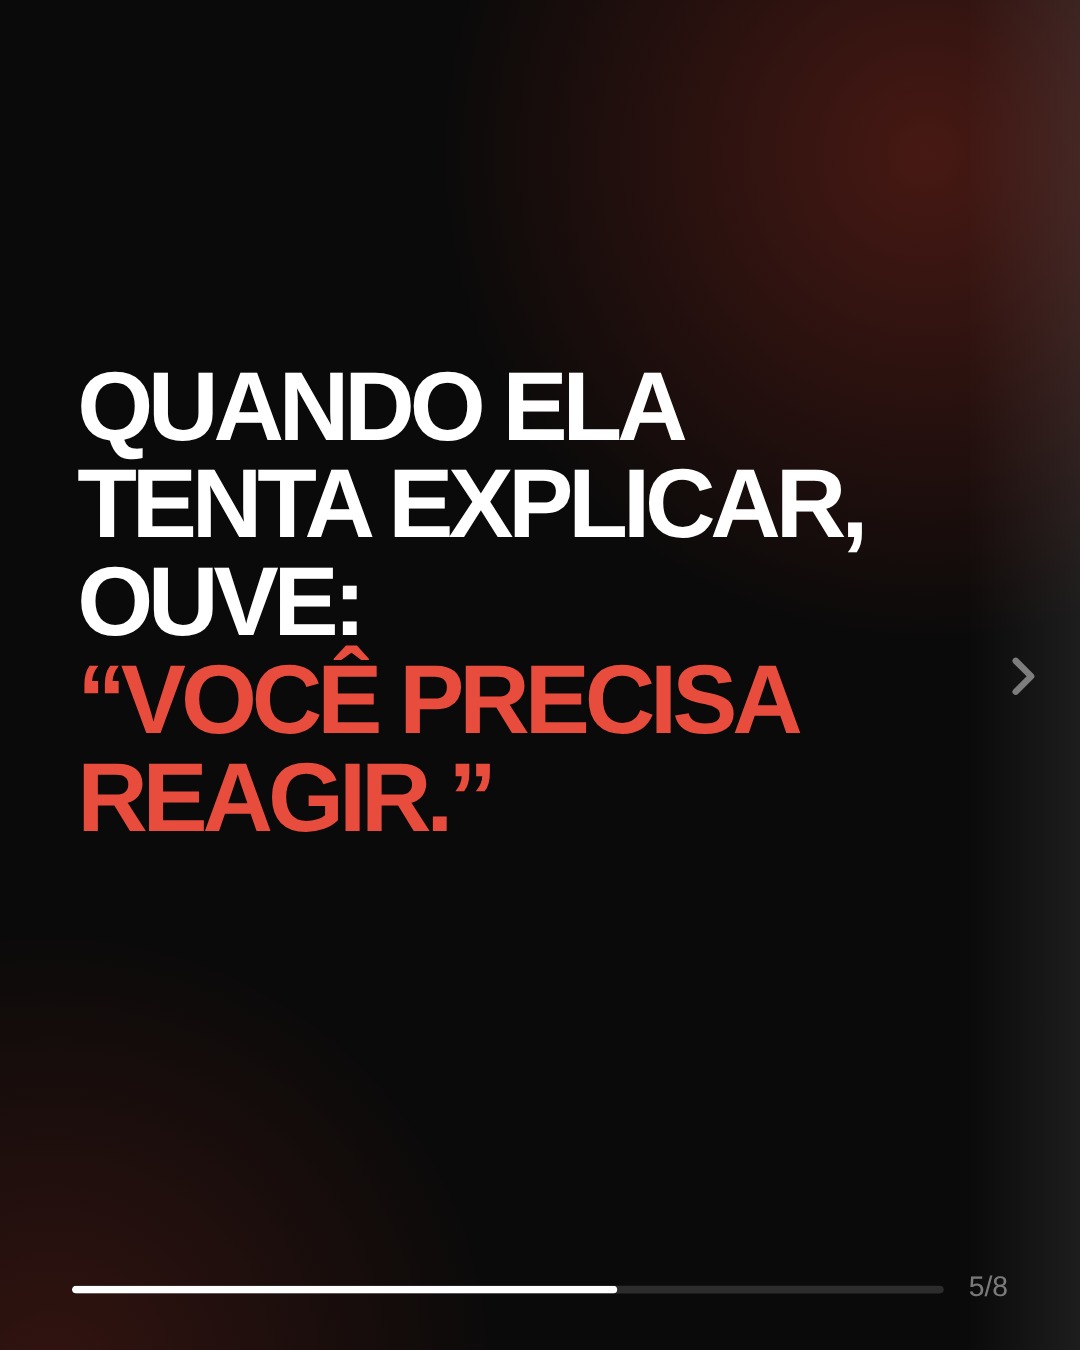 QUANDO ELA
TENTA EXPLICAR,
OUVE:
“VOCÊ PRECISA
REAGIR.”
5/8